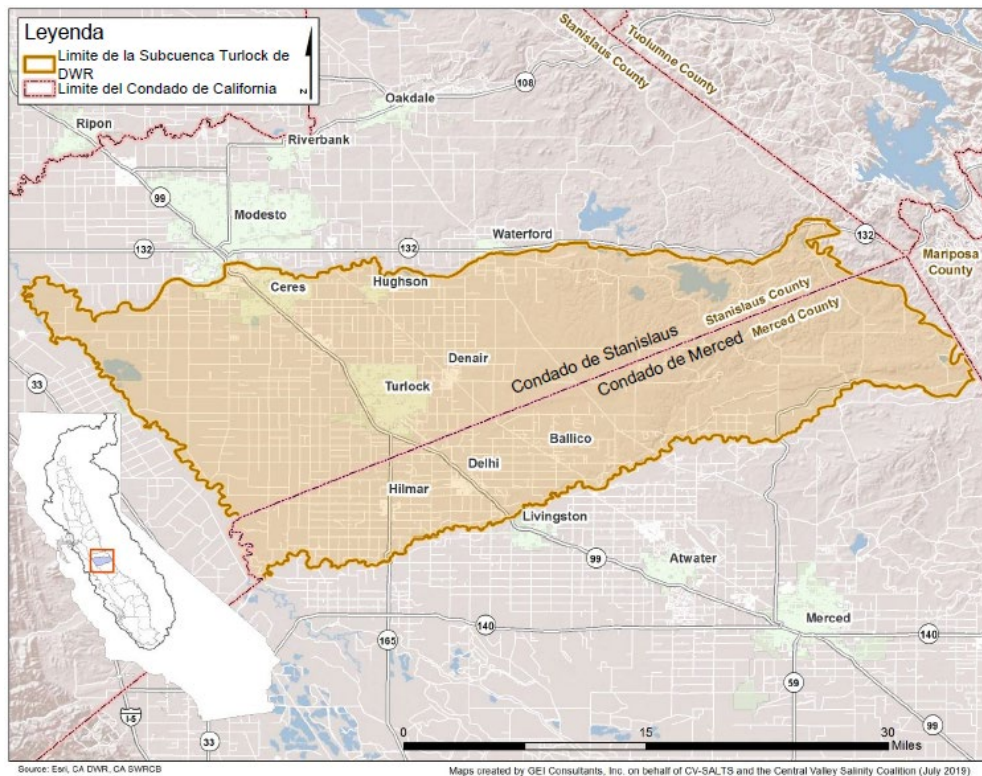 Leyenda
Limite de la Subcuenca Turlock de
DWR
Limite del Condado de California
z
Tuolumne County
Stanislaus County
108
Oakdale
Ripon
Riverbank
99
Modesto
132
132
Waterford
132
Mariposa
County
Ceres
Hughson
Stanislaus County
Merced County
Condado de Stanislaus
Condado de Merced
Denair
33
Turlock
Ballico
Delhi
Hilmar
Livingston
99
Atwater
Merced
165
140
140
59
I-5
33
99
0
15
30
Miles
Source: Esri, CA DWR, CA SWRCB
Maps created by GEI Consultants, Inc. on behalf of CV-SALTS and the Central Valley Salinity Coalition (July 2019)